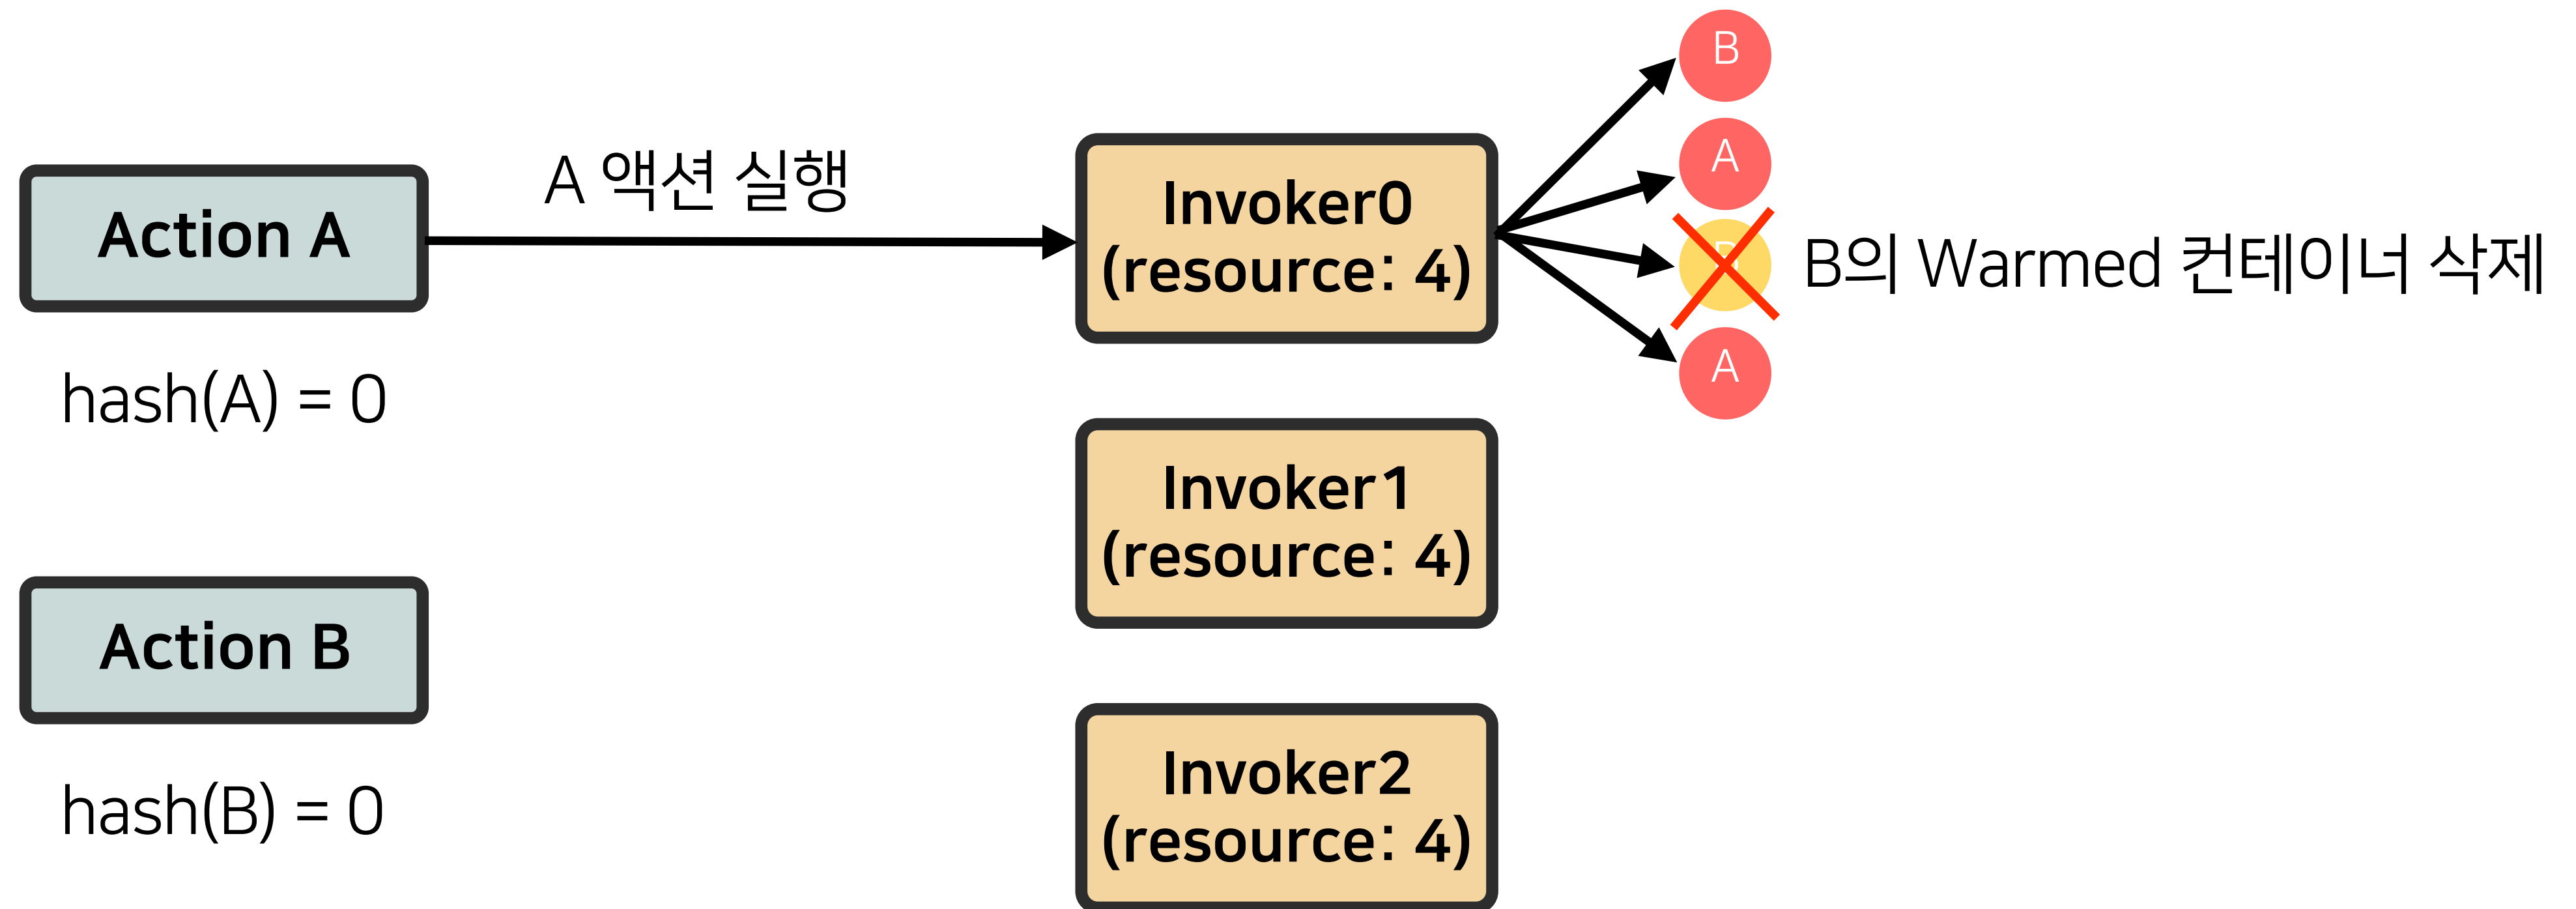 Action A
hash(A) = 0
Action B
hash(B) = 0
A 액션 실행
Invoker0
(resource: 4)
Invoker1
(resource: 4)
Invoker2
(resource: 4)
B
A
A
B의 Warmed 컨테이너 삭제